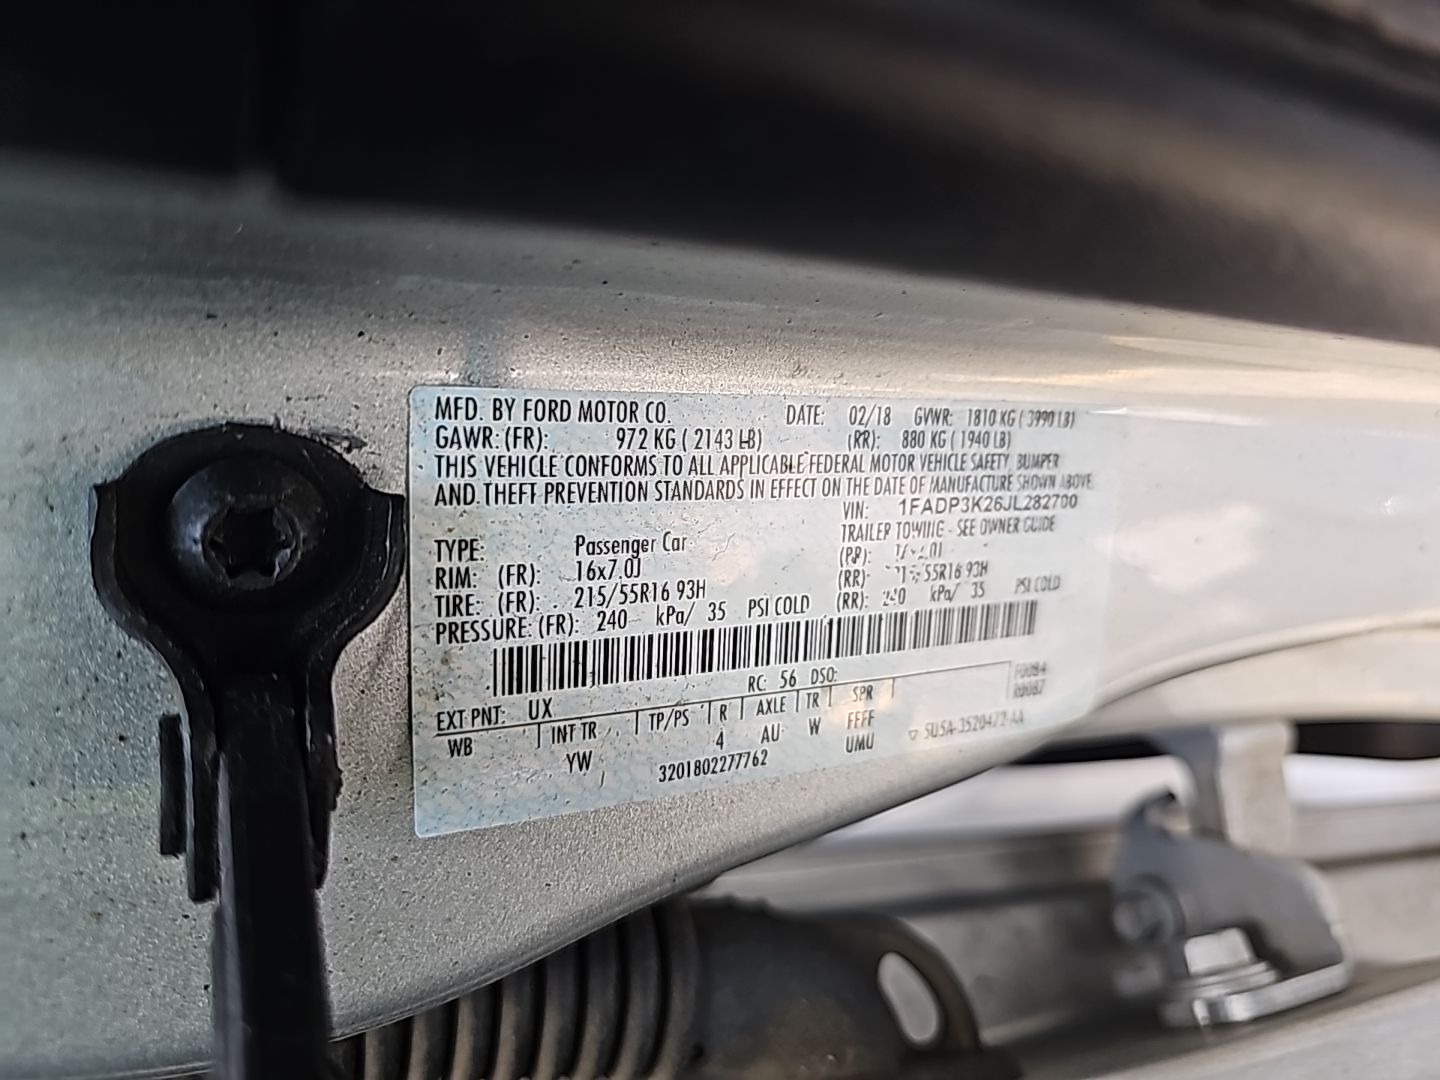 MFD. BY FORD MOTOR CO. DATE: 02/18 GVWR: 1810 KG ( 3990 LB)
GAWR: (FR): 972 KG ( 2143 LB) (RR): 880 KG ( 1940 LB)
THIS VEHICLE CONFORMS TO ALL APPLICABLE FEDERAL MOTOR VEHICLE SAFETY, BUMPER
AND THEFT PREVENTION STANDARDS IN EFFECT ON THE DATE OF MANUFACTURE SHOWN ABOVE
VIN: 1FADP3K26JL282700
TRAILER TOWING - SEE OWNER GUIDE
TYPE: Passenger Car
RIM: (FR): 16x7.0J
TIRE: (FR): 215/55R16 93H (RR): 55R16 93H
PRESSURE: (FR): 240 kPa/ 35 PSI COLD (RR): kPa/ 35 PSI COLD
RC: 56 DSO:
EXT PNT: UX
WB INT TR TP/PS R AXLE TR SPR
YW 4 AU W FFFF
UMU
3201802277762
5U5A-3520472-AA